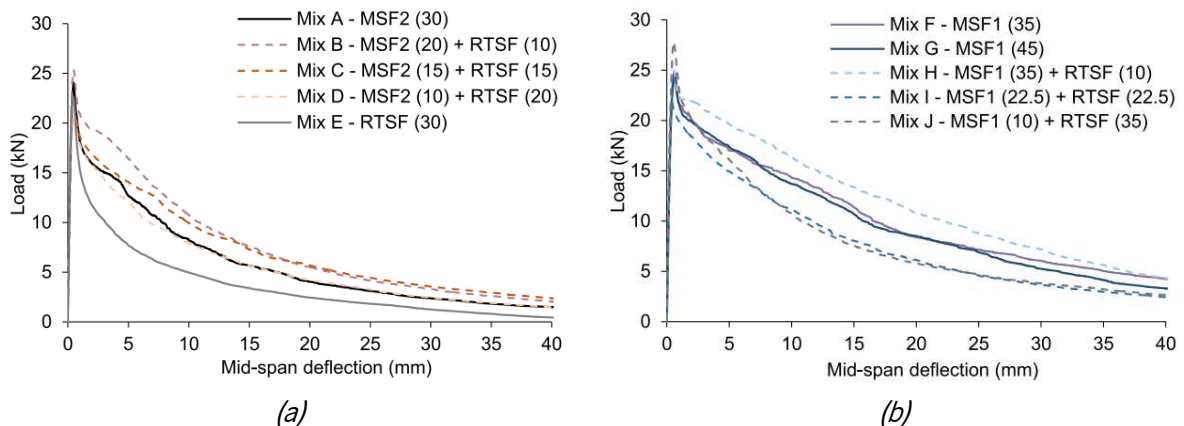 30
25
20
15
10
5
0
Load (kN)
Mix A - MSF2 (30)
Mix B - MSF2 (20) + RTSF (10)
Mix C - MSF2 (15) + RTSF (15)
Mix D - MSF2 (10) + RTSF (20)
Mix E - RTSF (30)
0 5 10 15 20 25 30 35 40
Mid-span deflection (mm)
(a)
30
25
20
15
10
5
0
Load (kN)
Mix F - MSF1 (35)
Mix G - MSF1 (45)
Mix H - MSF1 (35) + RTSF (10)
Mix I - MSF1 (22.5) + RTSF (22.5)
Mix J - MSF1 (10) + RTSF (35)
0 5 10 15 20 25 30 35 40
Mid-span deflection (mm)
(b)